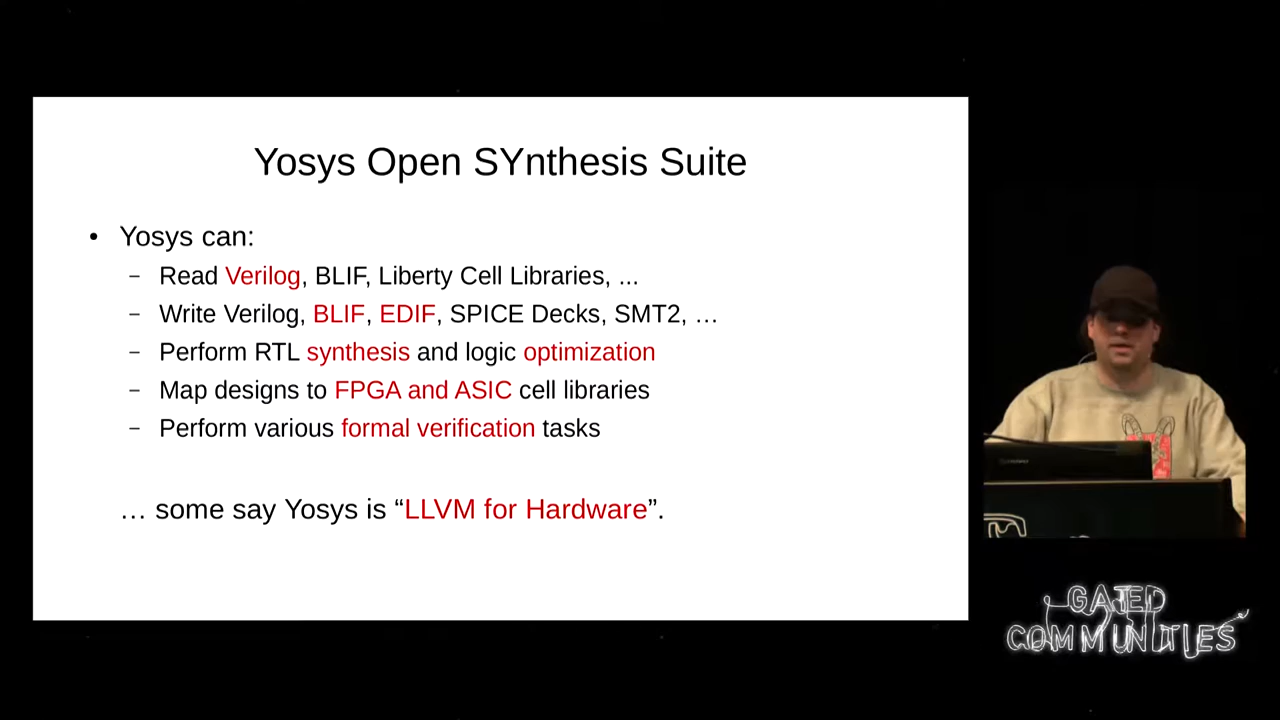 Yosys Open SYnthesis Suite
• Yosys can:
– Read Verilog, BLIF, Liberty Cell Libraries, ...
– Write Verilog, BLIF, EDIF, SPICE Decks, SMT2, …
– Perform RTL synthesis and logic optimization
– Map designs to FPGA and ASIC cell libraries
– Perform various formal verification tasks
… some say Yosys is “LLVM for Hardware”.
lenovo
GATED
COMMUNITIES